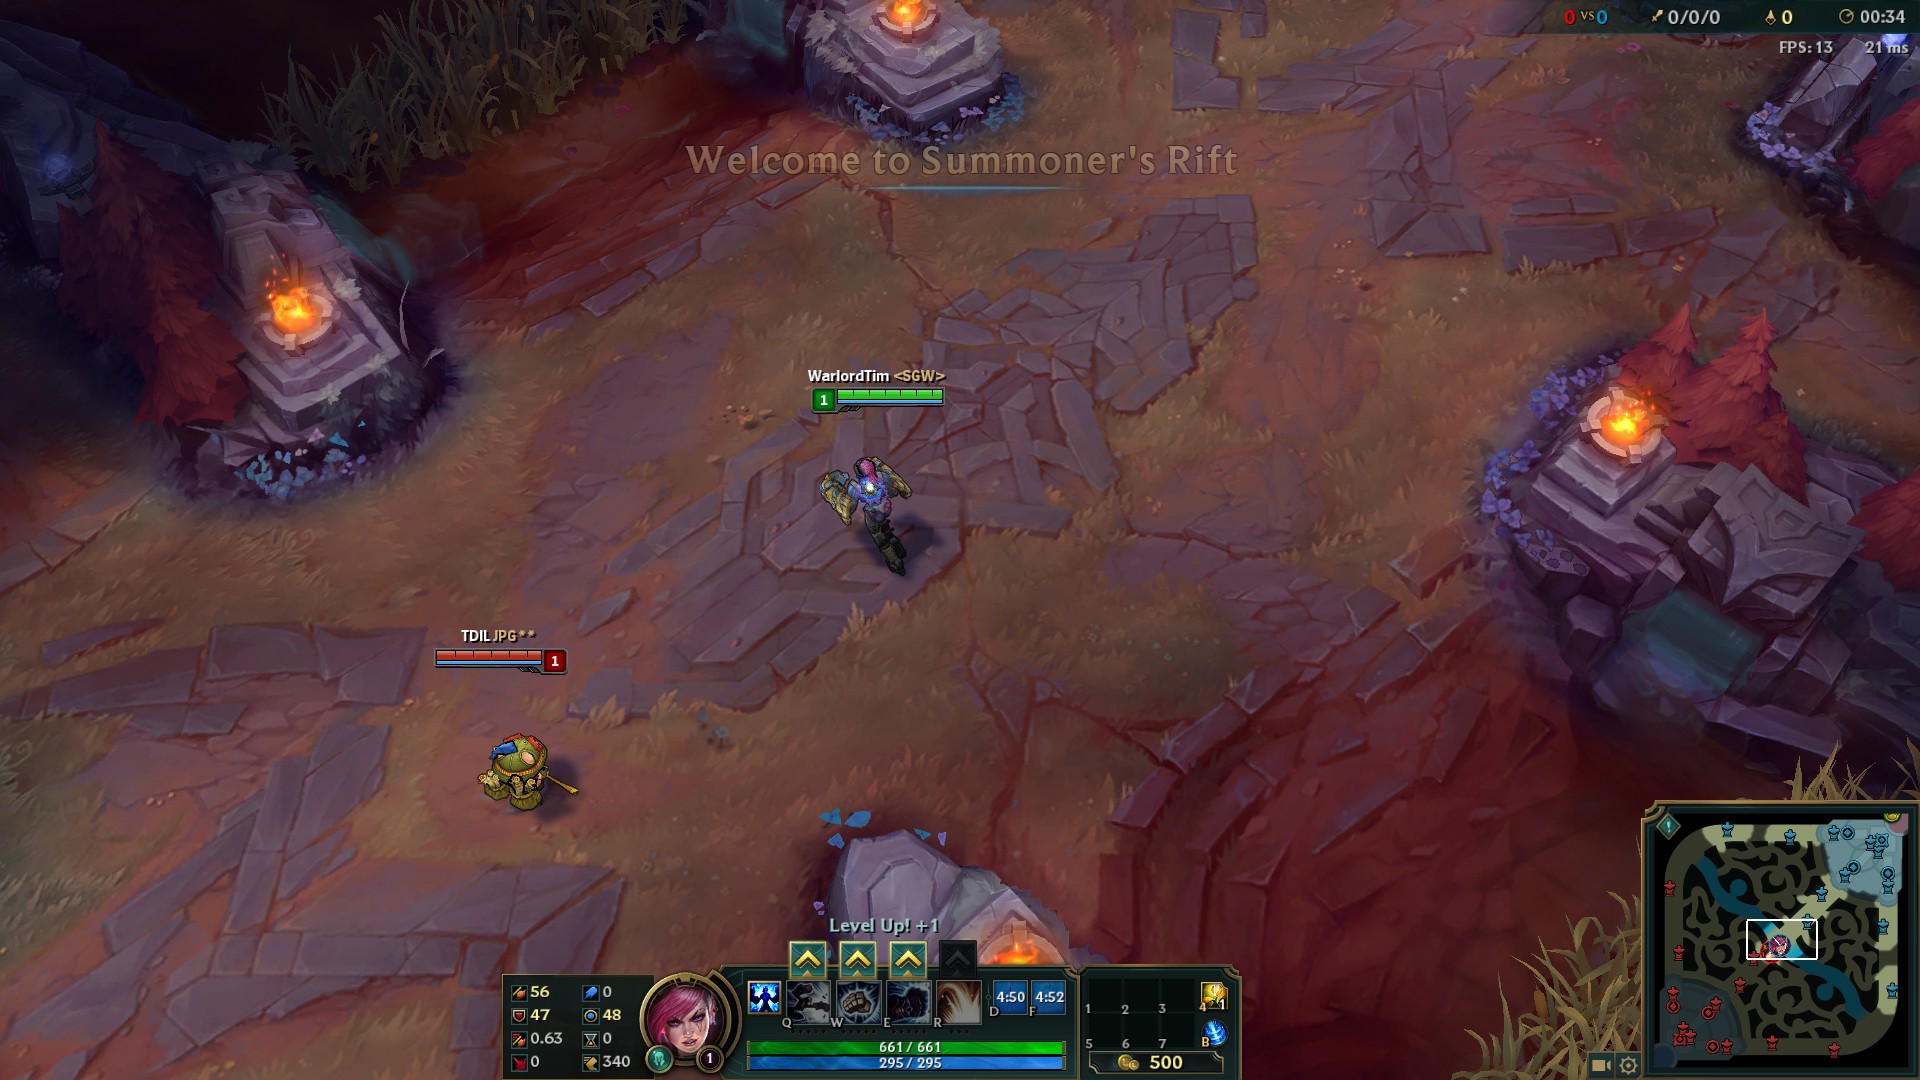 0 VS 0 0/0/0 0 00:34
FPS: 13 21 ms
Welcome to Summoner's Rift
WarlordTim <SGW>
1
TDIL JPG**
1
Level Up! +1
56 0
47 48
0.63 0
0 340
1
Q W E R
4:50 D 4:52 F
661 / 661
295 / 295
1 2 3 4 1
5 6 7 B
500